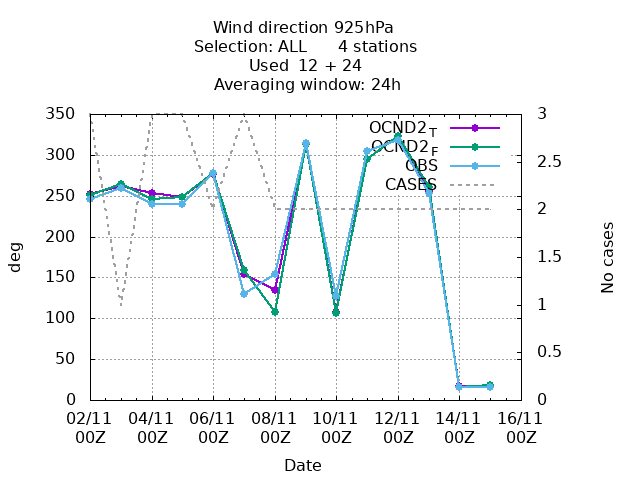 Wind direction 925hPa
Selection: ALL      4 stations
Used  12 + 24
Averaging window: 24h
350 3
300 2.5
250
200 2
150 1.5
100 1
50 0.5
0 0
OCND2 T
OCND2 F
OBS
CASES
deg
No cases
02/11 04/11 06/11 08/11 10/11 12/11 14/11 16/11
00Z 00Z 00Z 00Z 00Z 00Z 00Z 00Z
Date